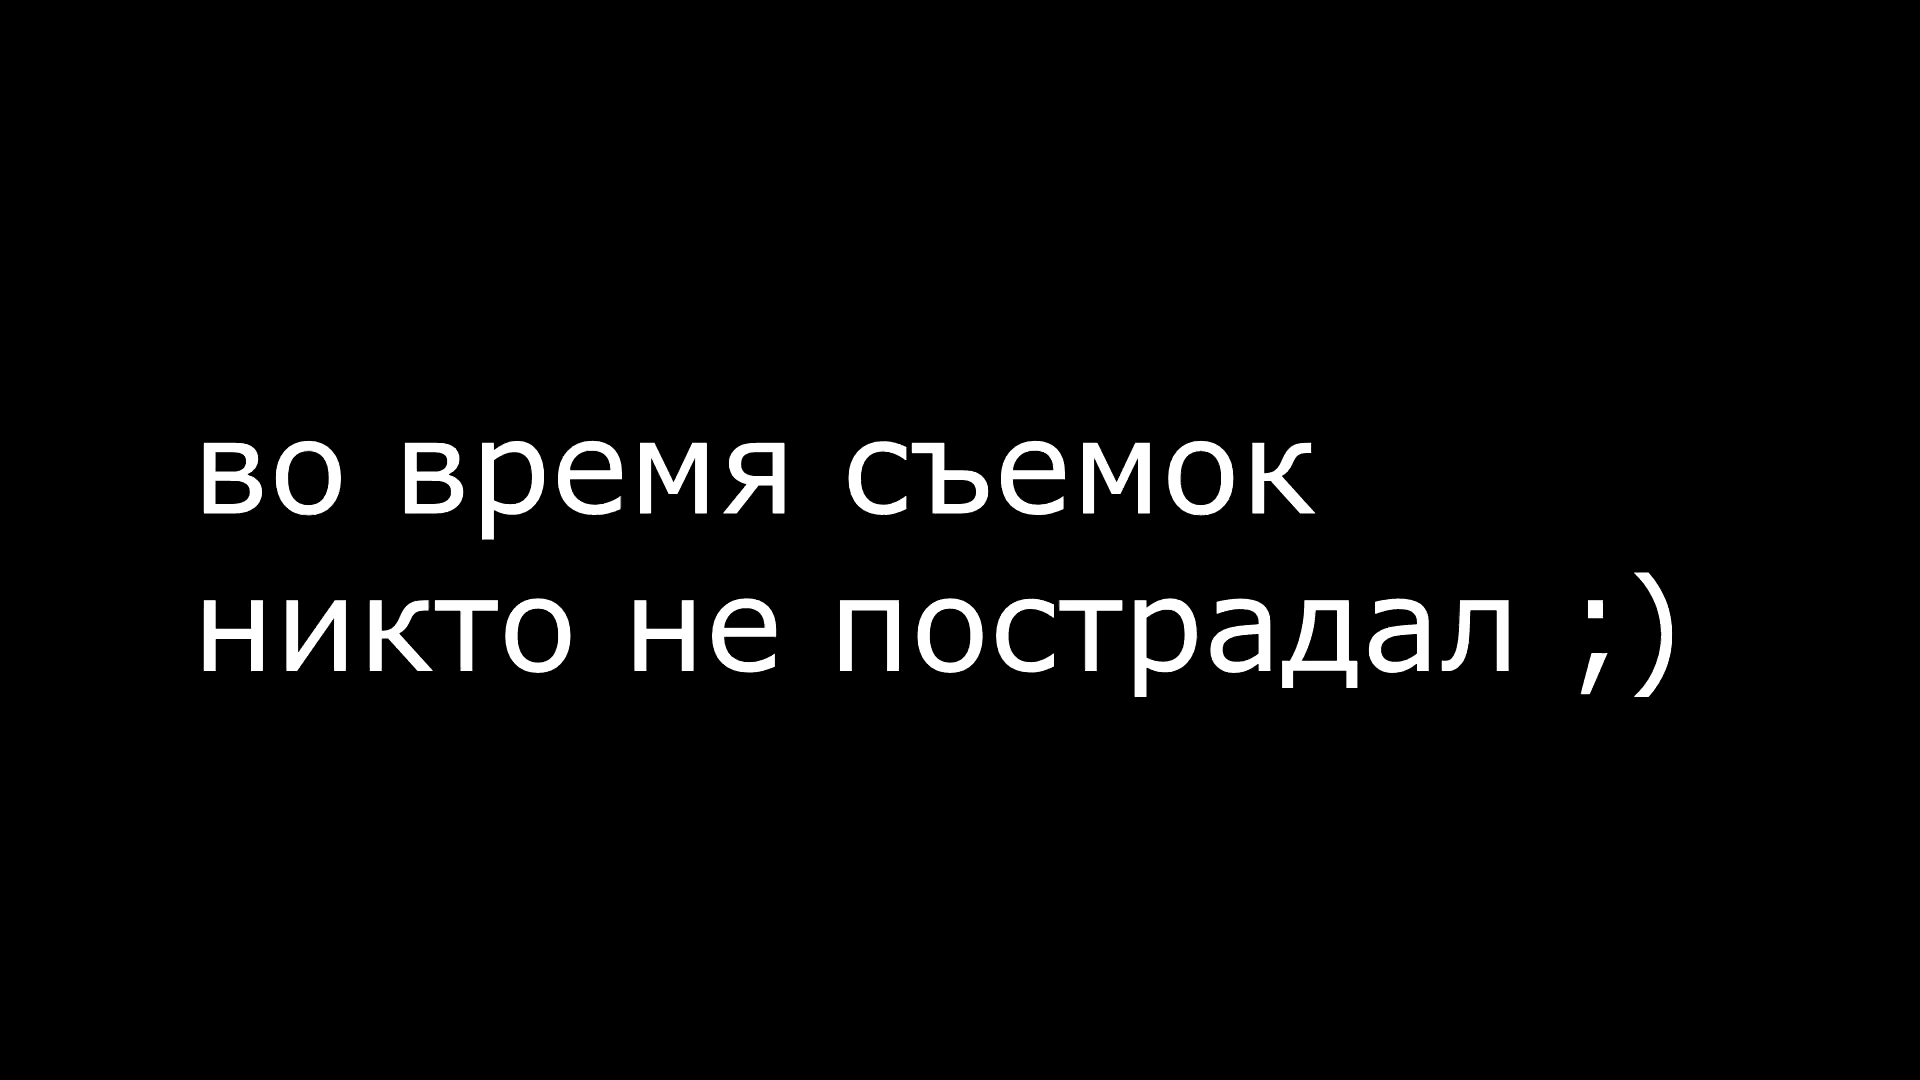 во время съемок
никто не пострадал ;)